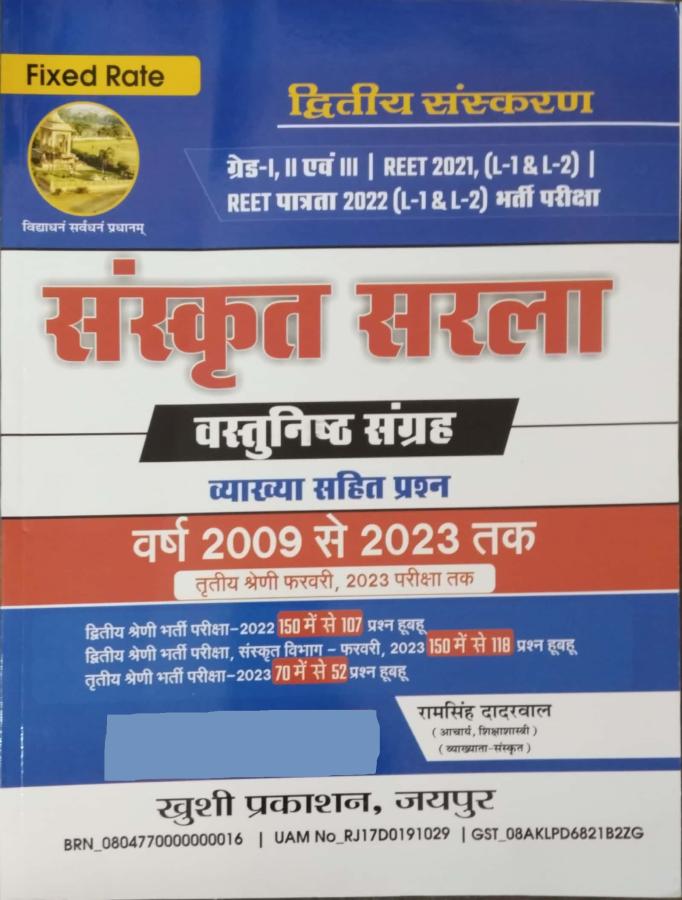 Fixed Rate
द्वितीय संस्करण
ग्रेड-I, II एवं III | REET 2021, (L-1 & L-2) |
REET पात्रता 2022 (L-1 & L-2) भर्ती परीक्षा
विद्याधनं सर्वधनं प्रधानम्
संस्कृत सरला
वस्तुनिष्ठ संग्रह
व्याख्या सहित प्रश्न
वर्ष 2009 से 2023 तक
तृतीय श्रेणी फरवरी, 2023 परीक्षा तक
द्वितीय श्रेणी भर्ती परीक्षा-2022 150 में से 107 प्रश्न हूबहू
द्वितीय श्रेणी भर्ती परीक्षा, संस्कृत विभाग - फरवरी, 2023 150 में से 118 प्रश्न हूबहू
तृतीय श्रेणी भर्ती परीक्षा-2023 70 में से 52 प्रश्न हूबहू
रामसिंह दादरवाल
(आचार्य, शिक्षाशास्त्री)
(व्याख्याता-संस्कृत)
खुशी प्रकाशन, जयपुर
BRN_0804770000000016 | UAM No_RJ17D0191029 | GST_08AKLPD6821B2ZG